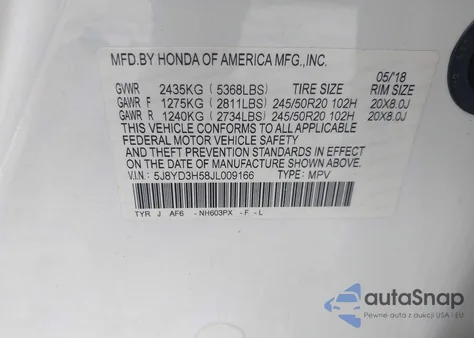 MFD.BY HONDA OF AMERICA MFG.,INC.
05/'18
GVWR 2435KG (5368LBS) TIRE SIZE RIM SIZE
GAWR F 1275KG (2811LBS) 245/50R20 102H 20X8.0J
GAWR R 1240KG (2734LBS) 245/50R20 102H 20X8.0J
THIS VEHICLE CONFORMS TO ALL APPLICABLE
FEDERAL MOTOR VEHICLE SAFETY
AND THEFT PREVENTION STANDARDS IN EFFECT
ON THE DATE OF MANUFACTURE SHOWN ABOVE.
V.I.N: 5J8YD3H58JL009166 TYPE: MPV
TYR J AF6 -NH603PX -F -L
autoSnap
Pewne auta z aukcji USA i EU